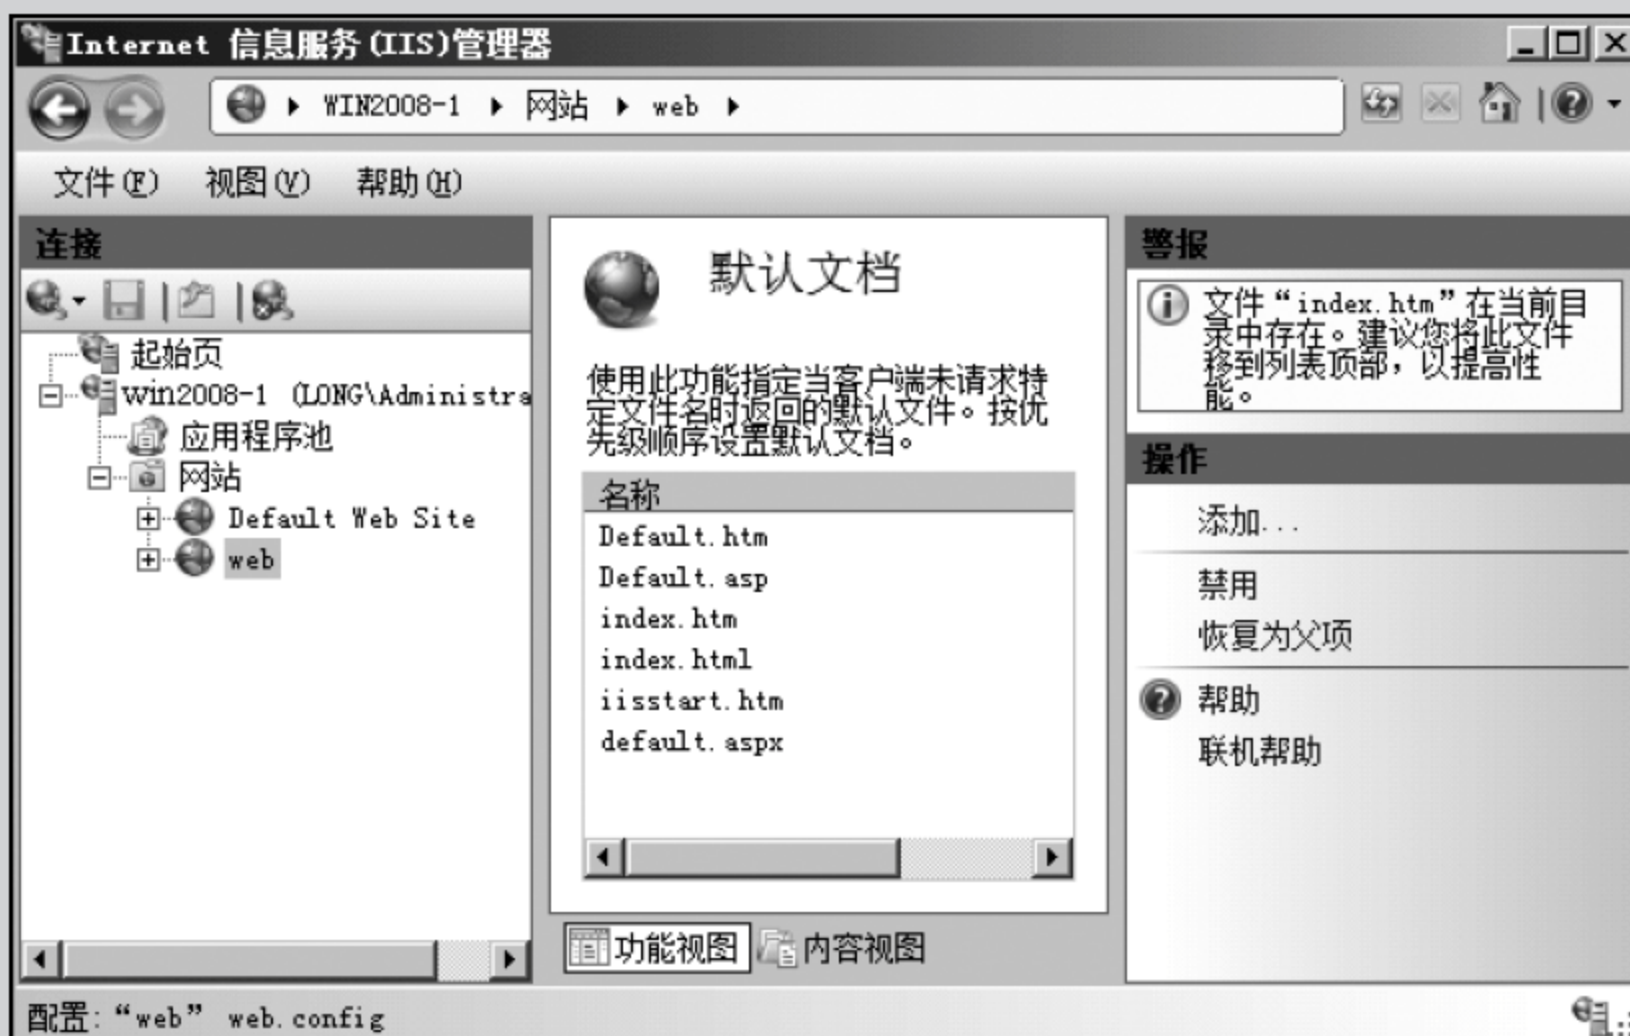 Internet 信息服务(IIS)管理器
WIN2008-1 网站 web
文件(F) 视图(V) 帮助(H)
连接
起始页
Win2008-1 (LONG\Administra
应用程序池
网站
Default Web Site
web
默认文档
使用此功能指定当客户端未请求特
定文件名时返回的默认文件。按优
先级顺序设置默认文档。
名称
Default.htm
Default.asp
index.htm
index.html
iisstart.htm
default.aspx
功能视图 内容视图
警报
文件“index.htm”在当前目
录中存在。建议您将此文件
移到列表顶部，以提高性
能。
操作
添加...
禁用
恢复为父项
帮助
联机帮助
配置:“web” web.config